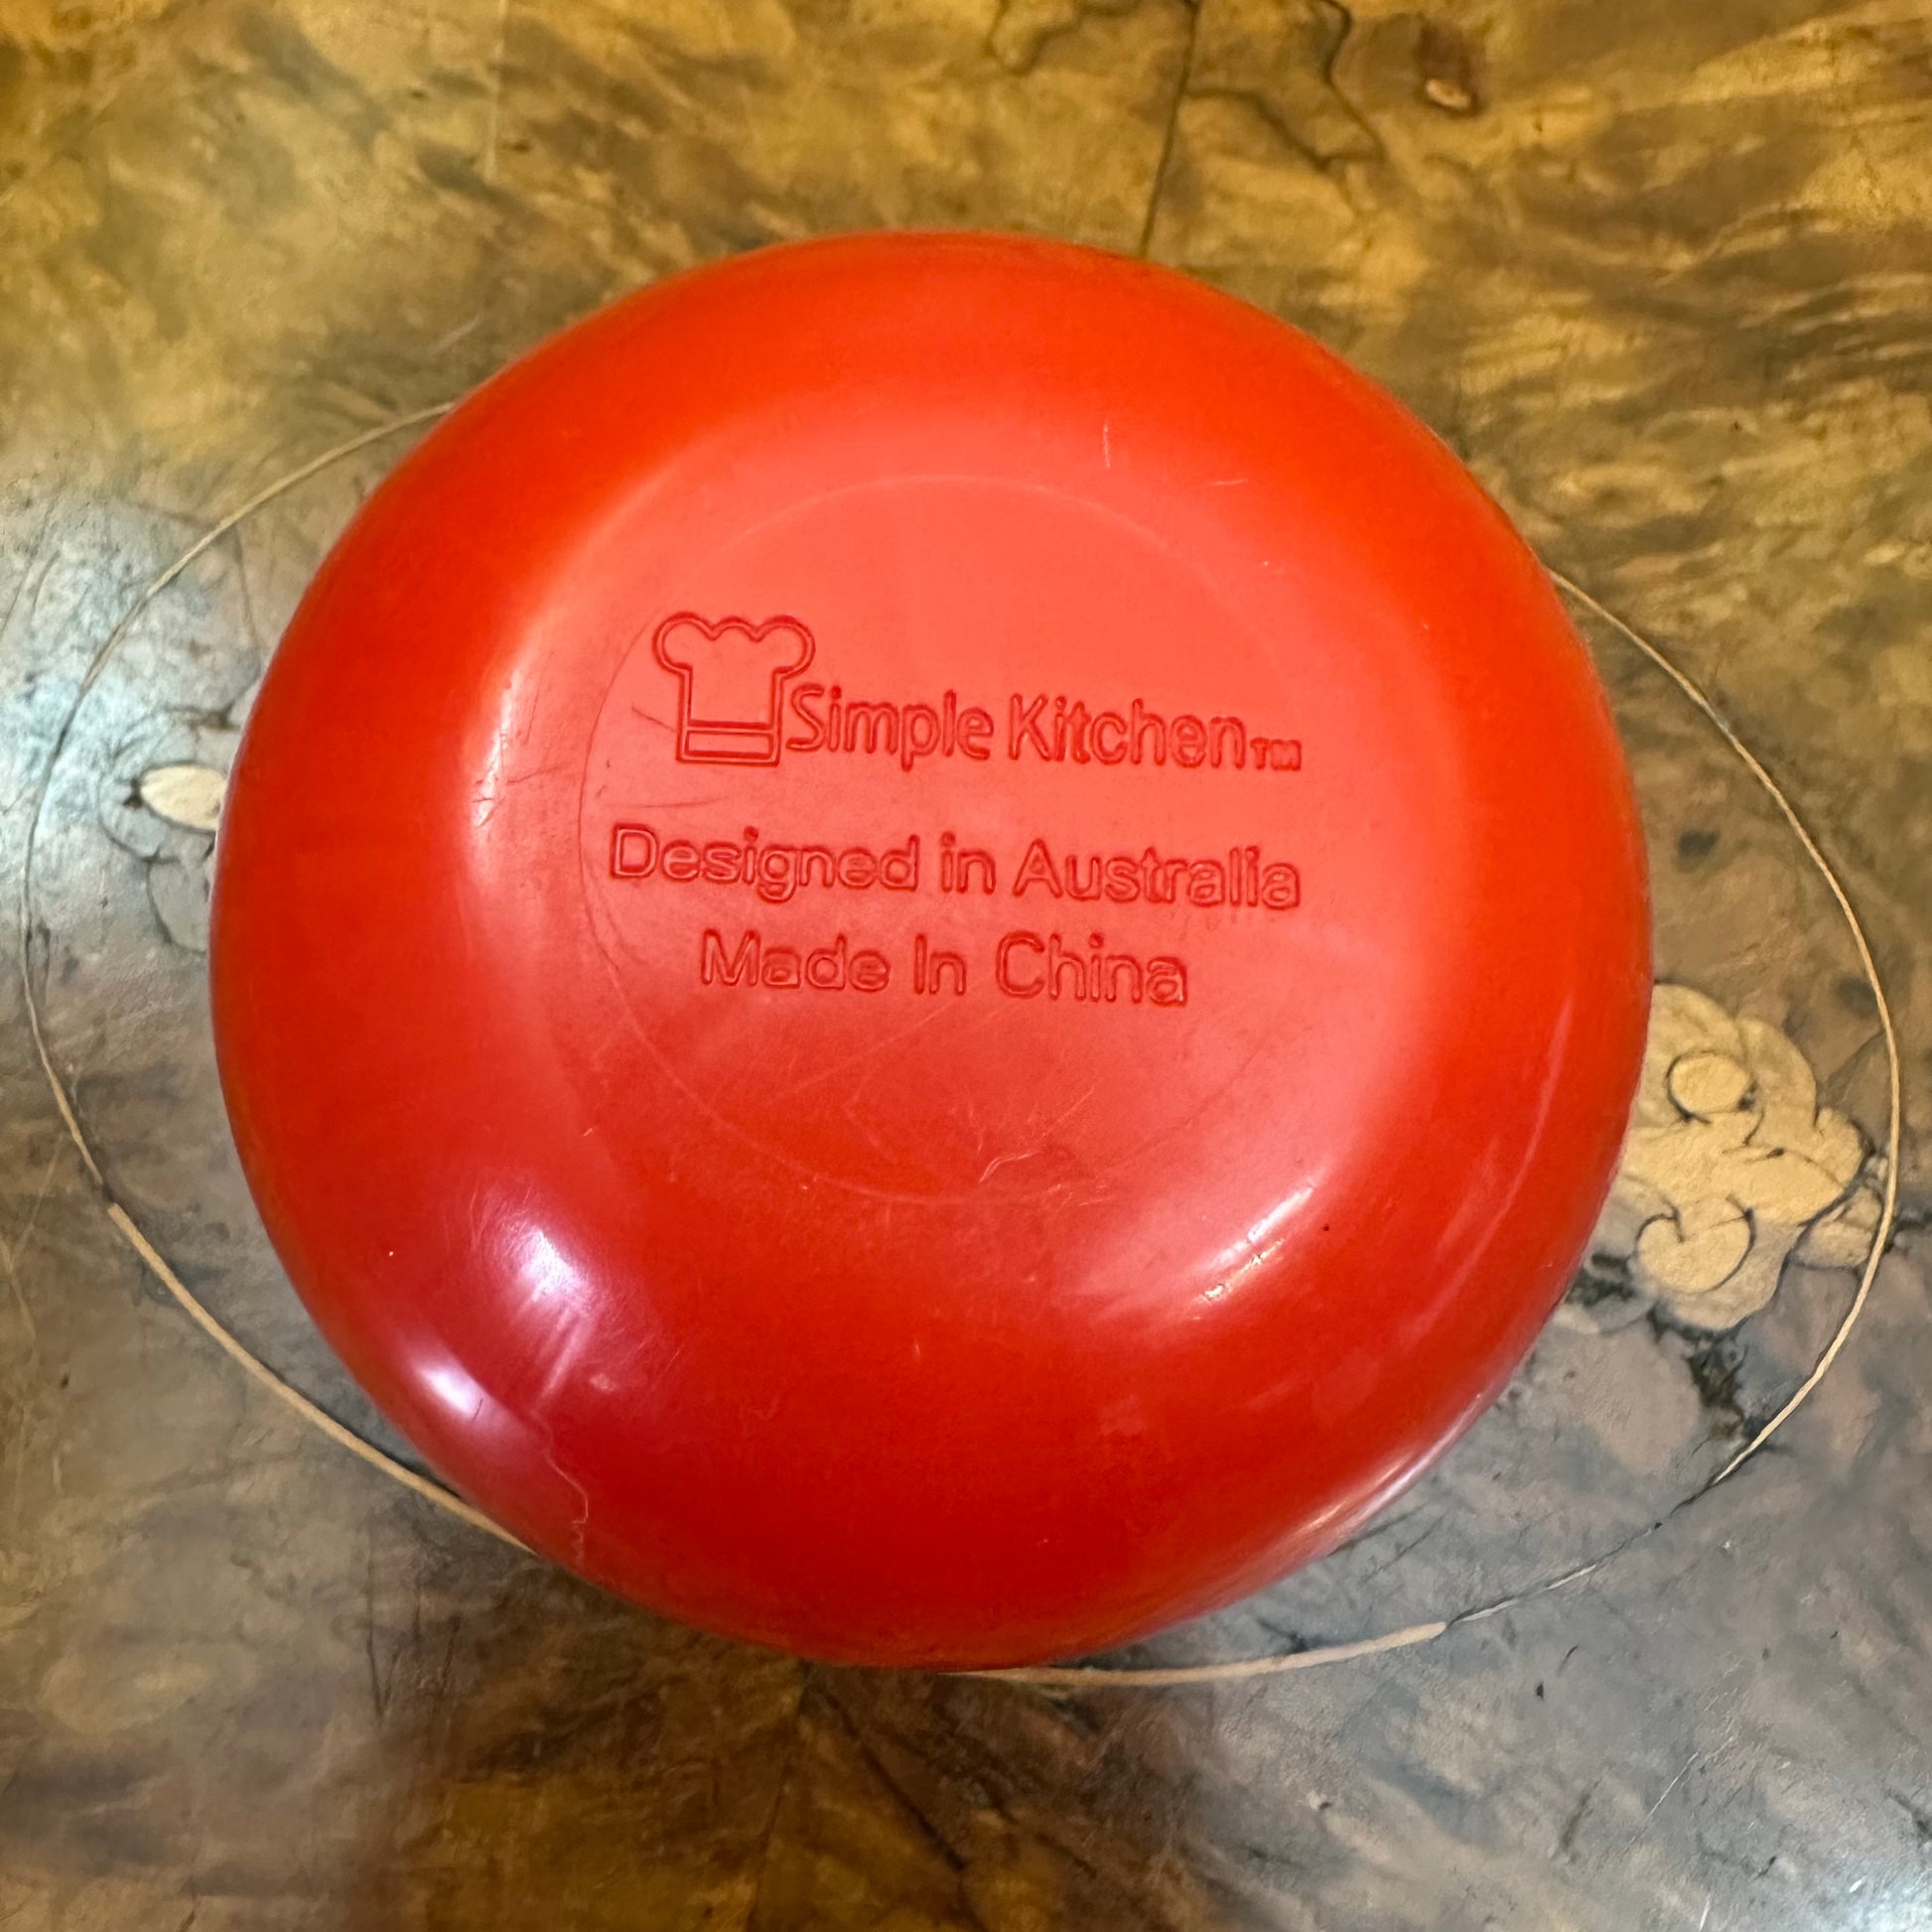 Simple Kitchen™
Designed in Australia
Made In China